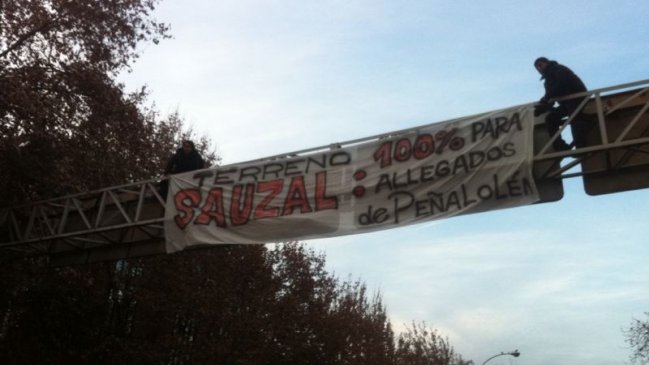 TERRENO
SAUZAL:
100% PARA
ALLEGADOS
de PEÑALOLEN